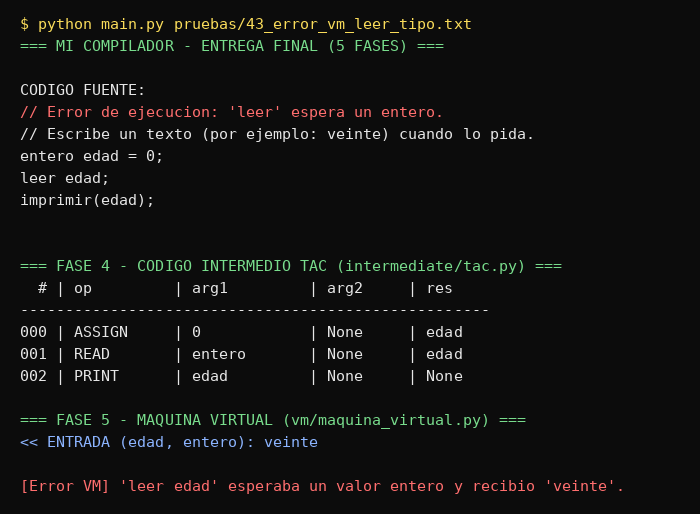 $ python main.py pruebas/43_error_vm_leer_tipo.txt
=== MI COMPILADOR - ENTREGA FINAL (5 FASES) ===
CODIGO FUENTE:
// Error de ejecucion: 'leer' espera un entero.
// Escribe un texto (por ejemplo: veinte) cuando lo pida.
entero edad = 0;
leer edad;
imprimir(edad);
=== FASE 4 - CODIGO INTERMEDIO TAC (intermediate/tac.py) ===
  # | op         | arg1         | arg2     | res
----------------------------------------------------
000 | ASSIGN     | 0            | None     | edad
001 | READ       | entero       | None     | edad
002 | PRINT      | edad         | None     | None
=== FASE 5 - MAQUINA VIRTUAL (vm/maquina_virtual.py) ===
<< ENTRADA (edad, entero): veinte
[Error VM] 'leer edad' esperaba un valor entero y recibio 'veinte'.